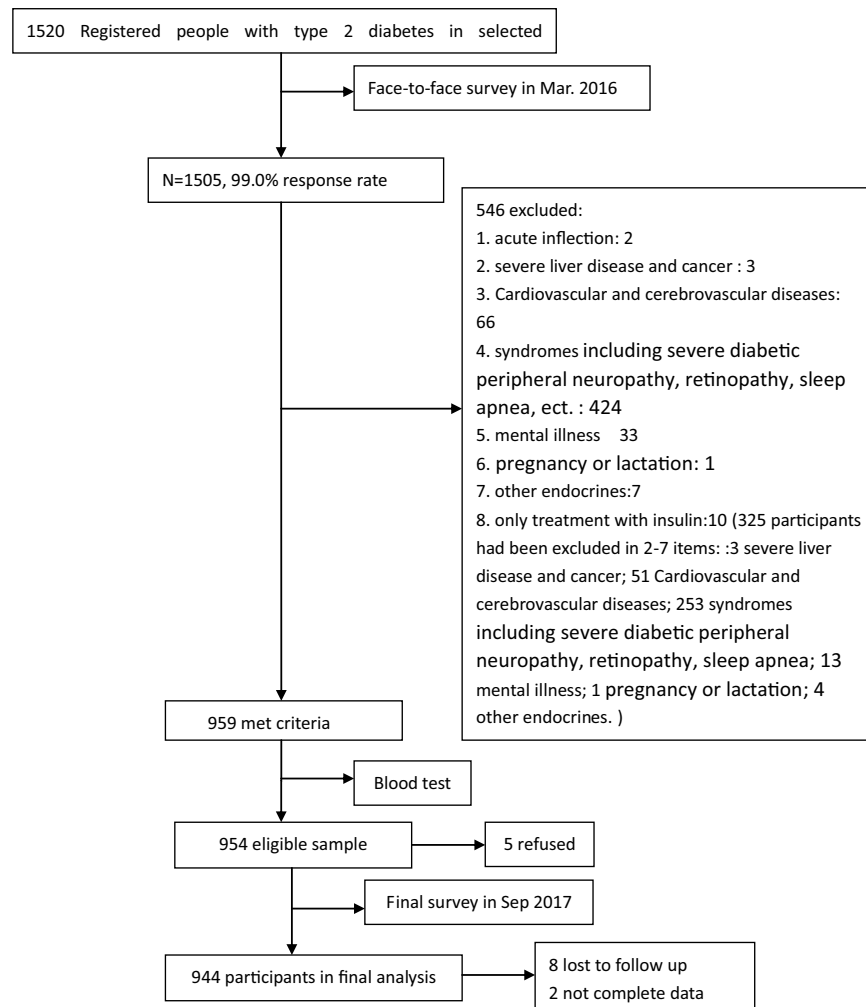 1520 Registered people with type 2 diabetes in selected
Face-to-face survey in Mar. 2016
N=1505, 99.0% response rate
546 excluded:
1. acute inflection: 2
2. severe liver disease and cancer : 3
3. Cardiovascular and cerebrovascular diseases:
66
4. syndromes including severe diabetic
peripheral neuropathy, retinopathy, sleep
apnea, ect. : 424
5. mental illness 33
6. pregnancy or lactation: 1
7. other endocrines:7
8. only treatment with insulin:10 (325 participants
had been excluded in 2-7 items: :3 severe liver
disease and cancer; 51 Cardiovascular and
cerebrovascular diseases; 253 syndromes
including severe diabetic peripheral
neuropathy, retinopathy, sleep apnea; 13
mental illness; 1 pregnancy or lactation; 4
other endocrines. )
959 met criteria
Blood test
954 eligible sample
5 refused
Final survey in Sep 2017
944 participants in final analysis
8 lost to follow up
2 not complete data